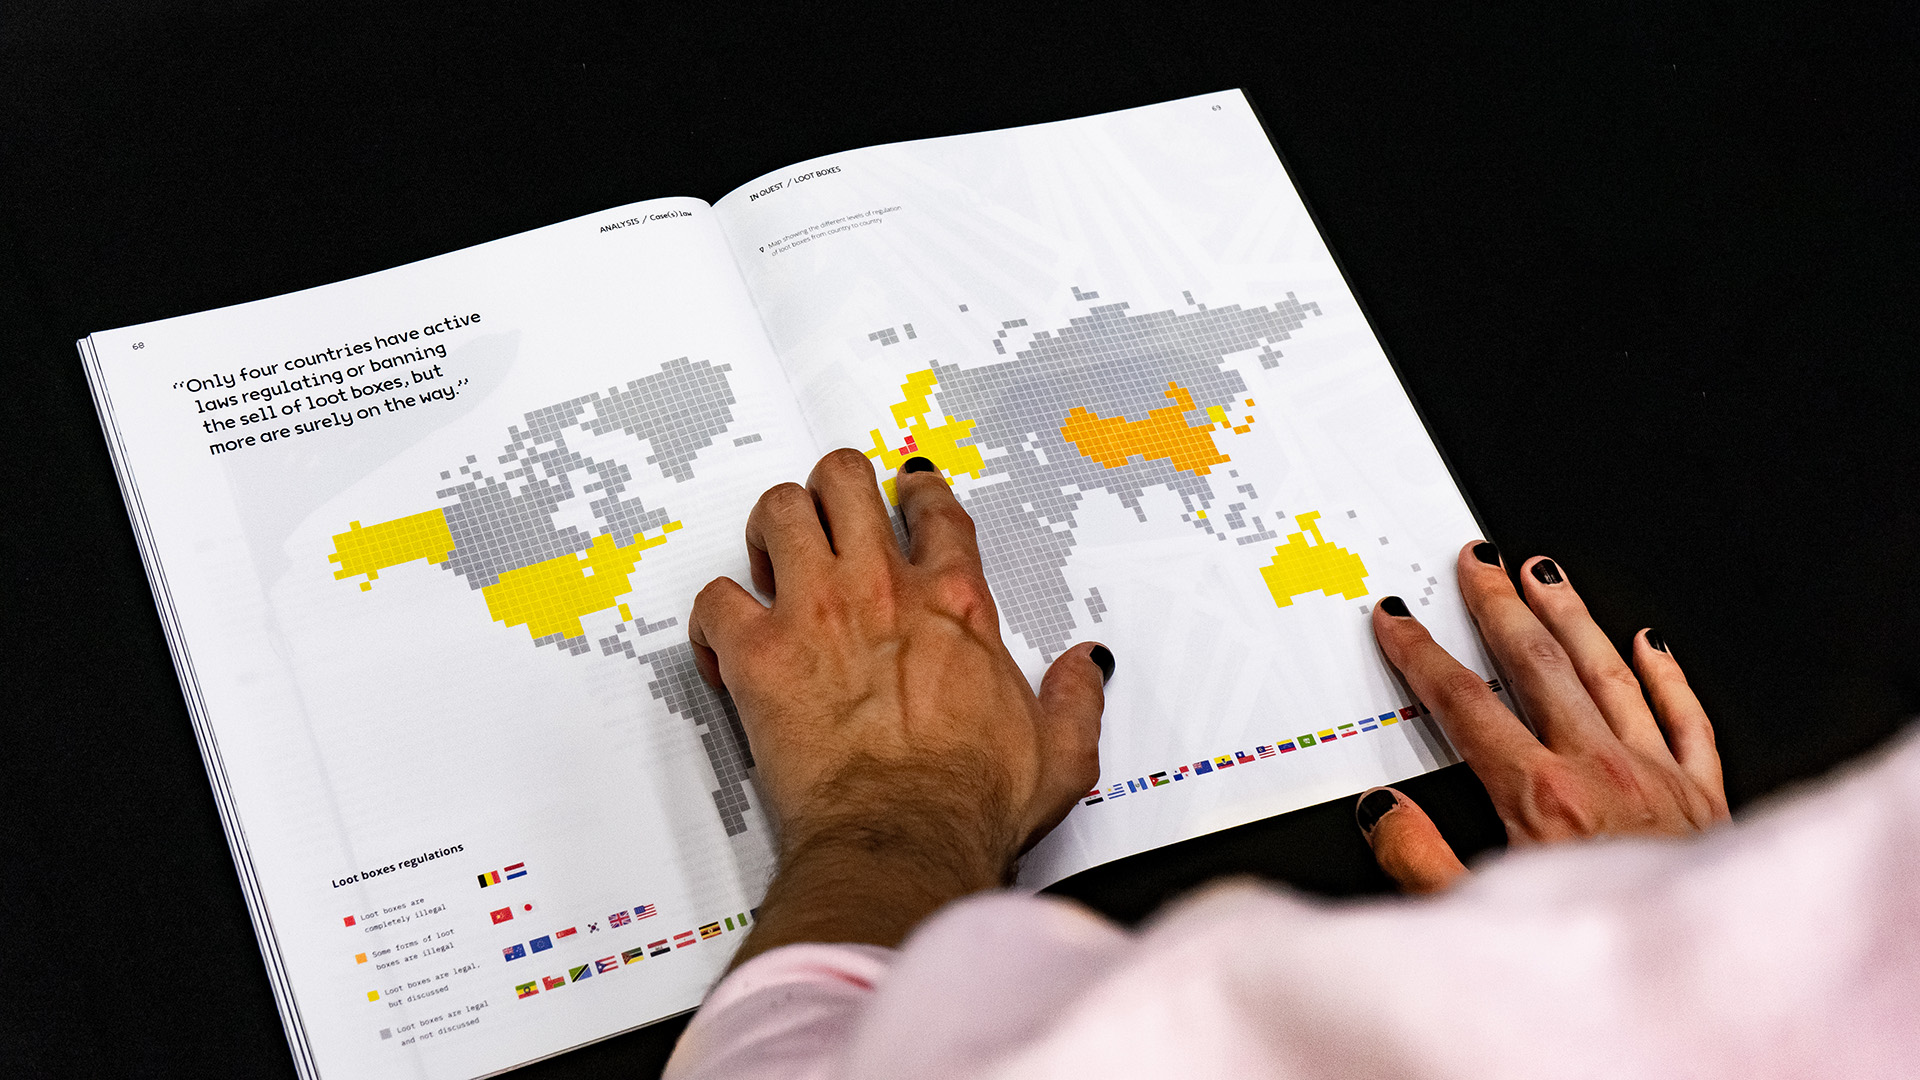 68
ANALYSIS / Case(s) law
“Only four countries have active
laws regulating or banning
the sell of loot boxes, but
more are surely on the way.”
Loot boxes regulations
Loot boxes are
completely illegal
Some forms of loot
boxes are illegal
Loot boxes are legal,
but discussed
Loot boxes are legal
and not discussed
69
IN QUEST / LOOT BOXES
Map showing the different levels of regulation
of loot boxes from country to country